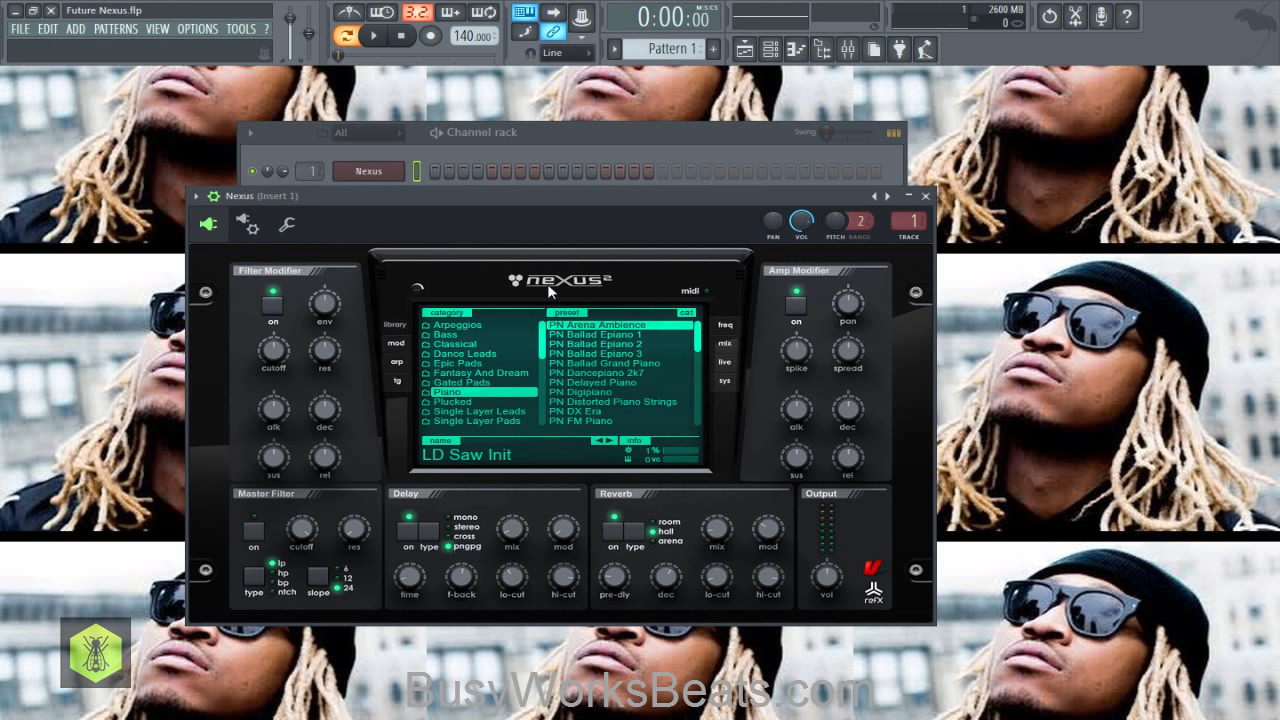 Future Nexus.flp
FILE EDIT ADD PATTERNS VIEW OPTIONS TOOLS ?
3.2.
140.000
Line
0:00:00
M:S:CS
Pattern 1 +
1
2600 MB
0
?
All
Channel rack
Swing
1
Nexus
Nexus (Insert 1)
2
1
PAN VOL PITCH RANGE TRACK
Filter Modifier
on env
cutoff res
atk dec
sus rel
nexus²
midi
library
mod
arp
tg
category
Arpeggios
Bass
Classical
Dance Leads
Epic Pads
Fantasy And Dream
Gated Pads
Piano
Plucked
Single Layer Leads
Single Layer Pads
preset cat
PN Arena Ambience
PN Ballad Epiano 1
PN Ballad Epiano 2
PN Ballad Epiano 3
PN Ballad Grand Piano
PN Dancepiano 2k7
PN Delayed Piano
PN Digipiano
PN Distorted Piano Strings
PN DX Era
PN FM Piano
name info
LD Saw Init
1 %
0 vc
freq
mix
live
sys
Amp Modifier
on pan
spike spread
atk dec
sus rel
Master Filter
on cutoff res
lp
hp
bp
ntch
type
slope
6
12
24
Delay
mono
stereo
cross
pngpg
on type mix mod
time f-back lo-cut hi-cut
Reverb
room
hall
arena
on type mix mod
pre-dly dec lo-cut hi-cut
Output
vol
reFX
BusyWorksBeats.com